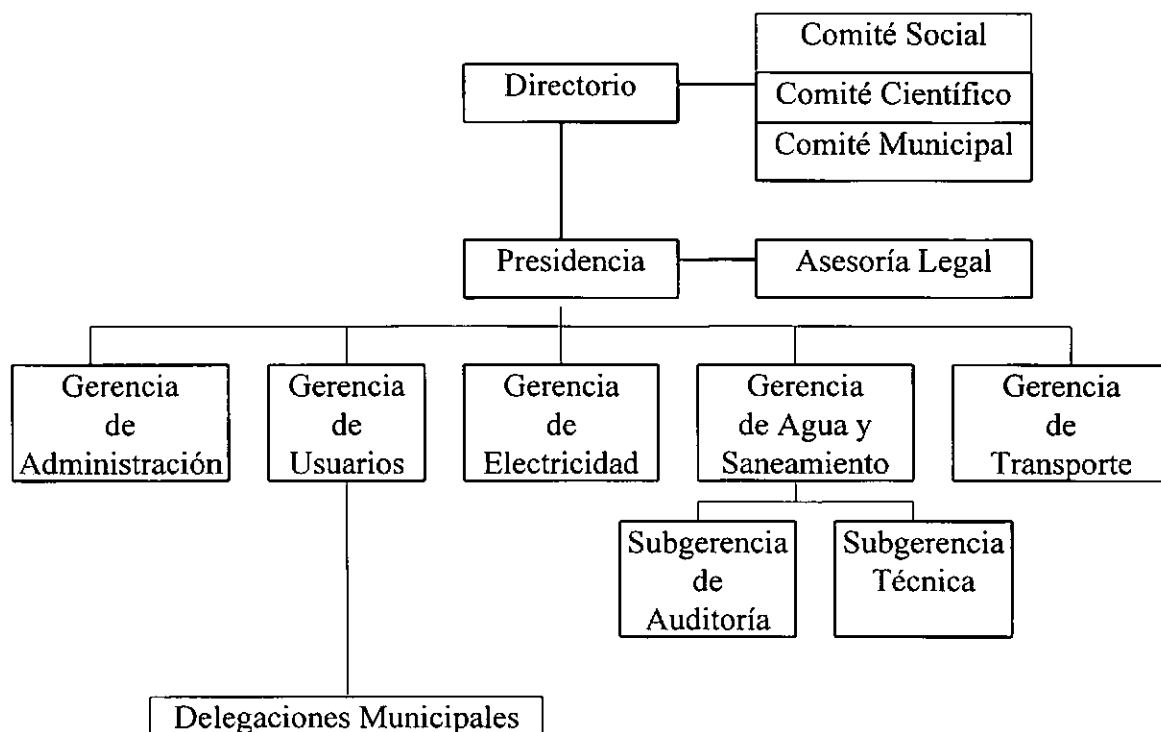 Comité Social
Directorio
Comité Científico
Comité Municipal
Presidencia
Asesoría Legal
Gerencia
de
Administración
Gerencia
de
Usuarios
Gerencia
de
Electricidad
Gerencia
de Agua y
Saneamiento
Gerencia
de
Transporte
Subgerencia
de
Auditoría
Subgerencia
Técnica
Delegaciones Municipales